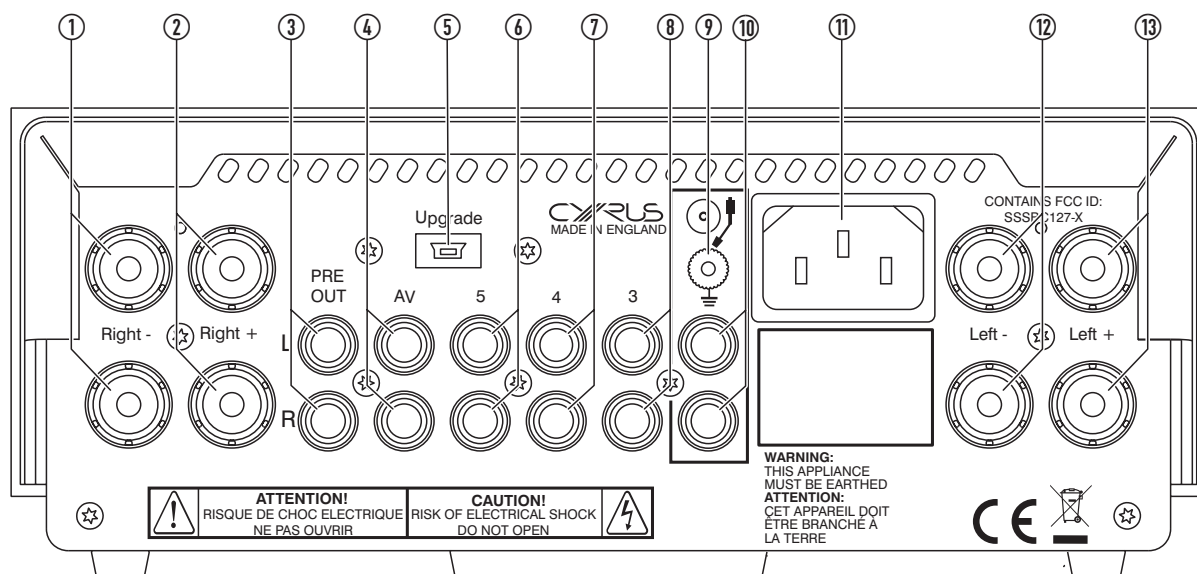 ① ② ③ ④ ⑤ ⑥ ⑦ ⑧ ⑨ ⑩ ⑪ ⑫ ⑬
Upgrade
CYRUS
MADE IN ENGLAND
CONTAINS FCC ID:
SSSBC127-X
PRE
OUT
AV
5
4
3
Right -
Right +
L
Left -
Left +
R
WARNING:
THIS APPLIANCE
MUST BE EARTHED
ATTENTION:
ÇET APPAREIL DOIT
ÊTRE BRANCHÉ À
LA TERRE
ATTENTION!
RISQUE DE CHOC ELECTRIQUE
NE PAS OUVRIR
CAUTION!
RISK OF ELECTRICAL SHOCK
DO NOT OPEN
CE